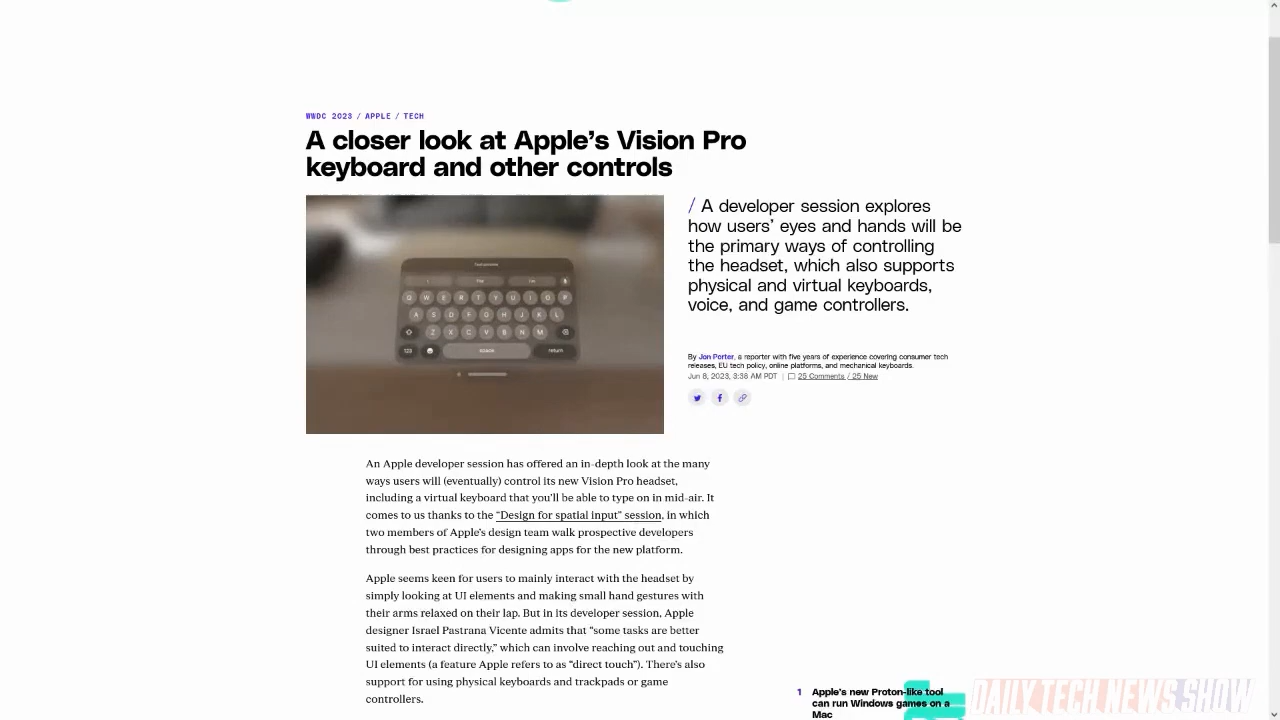 WWDC 2023 / APPLE / TECH
A closer look at Apple’s Vision Pro
keyboard and other controls
/ A developer session explores
how users’ eyes and hands will be
the primary ways of controlling
the headset, which also supports
physical and virtual keyboards,
voice, and game controllers.
Q W E R T Y U I O P
A S D F G H J K L
Z X C V B N M
123 space return
By Jon Porter, a reporter with five years of experience covering consumer tech
releases, EU tech policy, online platforms, and mechanical keyboards.
Jun 8, 2023, 3:38 AM PDT | 25 Comments / 25 New
An Apple developer session has offered an in-depth look at the many
ways users will (eventually) control its new Vision Pro headset,
including a virtual keyboard that you’ll be able to type on in mid-air. It
comes to us thanks to the “Design for spatial input” session, in which
two members of Apple’s design team walk prospective developers
through best practices for designing apps for the new platform.
Apple seems keen for users to mainly interact with the headset by
simply looking at UI elements and making small hand gestures with
their arms relaxed on their lap. But in its developer session, Apple
designer Israel Pastrana Vicente admits that “some tasks are better
suited to interact directly,” which can involve reaching out and touching
UI elements (a feature Apple refers to as “direct touch”). There’s also
support for using physical keyboards and trackpads or game
controllers.
1 Apple’s new Proton-like tool
can run Windows games on a
Mac
DAILY TECH NEWS SHOW